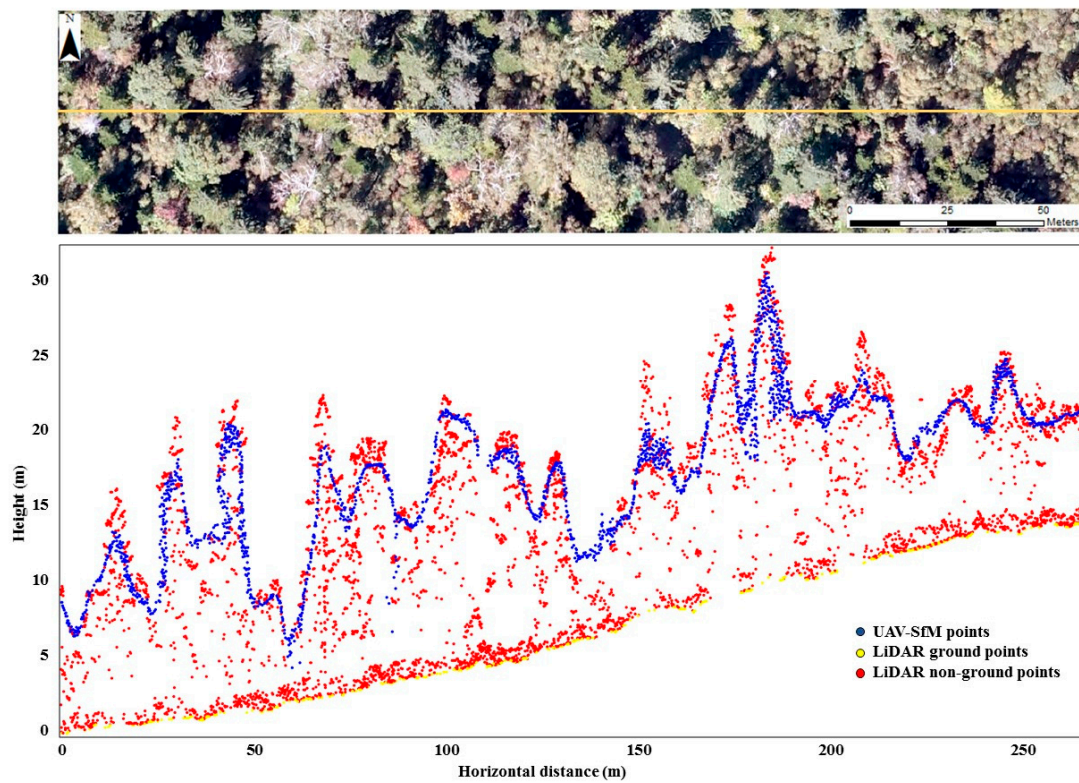 N
0 25 50
Meters
30
25
20
15
10
5
0
Height (m)
UAV-SfM points
LiDAR ground points
LiDAR non-ground points
0 50 100 150 200 250
Horizontal distance (m)